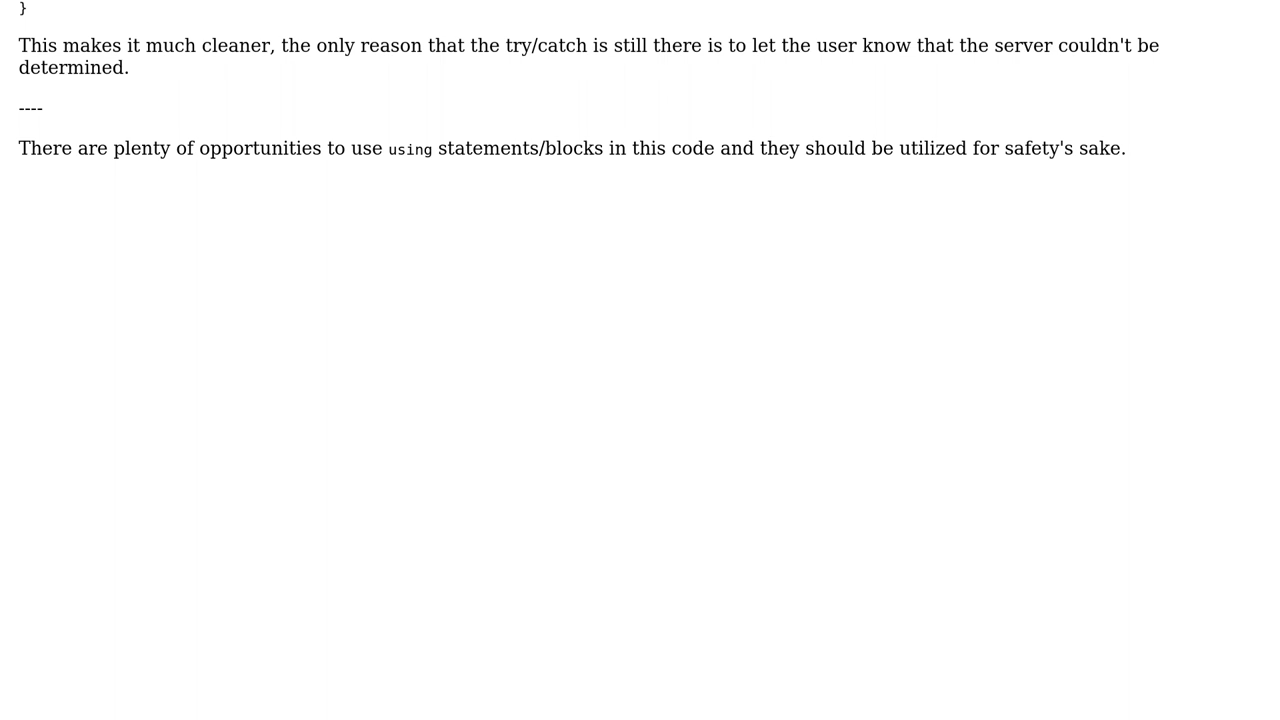 }
This makes it much cleaner, the only reason that the try/catch is still there is to let the user know that the server couldn't be
determined.
----
There are plenty of opportunities to use using statements/blocks in this code and they should be utilized for safety's sake.